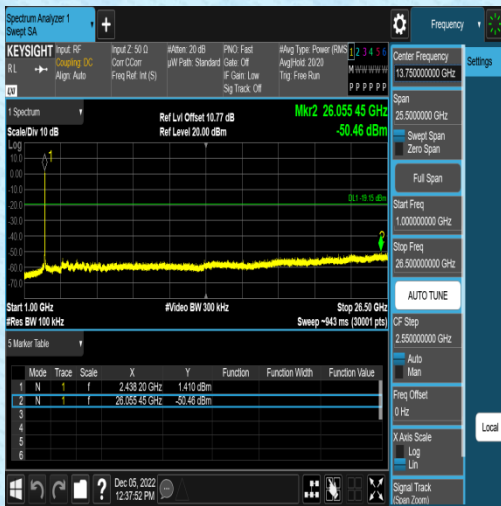 Spectrum Analyzer 1
Swept SA
+
Frequency
KEYSIGHT
RL
LXI
Input: RF
Coupling: DC
Align: Auto
Input Z: 50 Ω
Corr CCorr
Freq Ref: Int (S)
#Atten: 20 dB
µW Path: Standard
PNO: Fast
Gate: Off
IF Gain: Low
Sig Track: Off
#Avg Type: Power (RMS
Avg|Hold: 20/20
Trig: Free Run
1 2 3 4 5 6
M W W W W W
P P P P P P
1 Spectrum
Scale/Div 10 dB
Ref Lvl Offset 10.77 dB
Ref Level 20.00 dBm
Mkr2 26.055 45 GHz
-50.46 dBm
Log
10.0
0.00
-10.0
-20.0
-30.0
-40.0
-50.0
-60.0
-70.0
1
2
DL1 -19.15 dBm
Start 1.00 GHz
#Res BW 100 kHz
#Video BW 300 kHz
Stop 26.50 GHz
Sweep ~943 ms (30001 pts)
5 Marker Table
Mode Trace Scale X Y Function Function Width Function Value
1 N 1 f 2.438 20 GHz 1.410 dBm
2 N 1 f 26.055 45 GHz -50.46 dBm
3
4
5
6
?
Dec 05, 2022
12:37:52 PM
Center Frequency
13.750000000 GHz
Settings
Span
25.5000000 GHz
Swept Span
Zero Span
Full Span
Start Freq
1.000000000 GHz
Stop Freq
26.500000000 GHz
AUTO TUNE
CF Step
2.550000000 GHz
Auto
Man
Freq Offset
0 Hz
Local
X Axis Scale
Log
Lin
Signal Track
(Span Zoom)